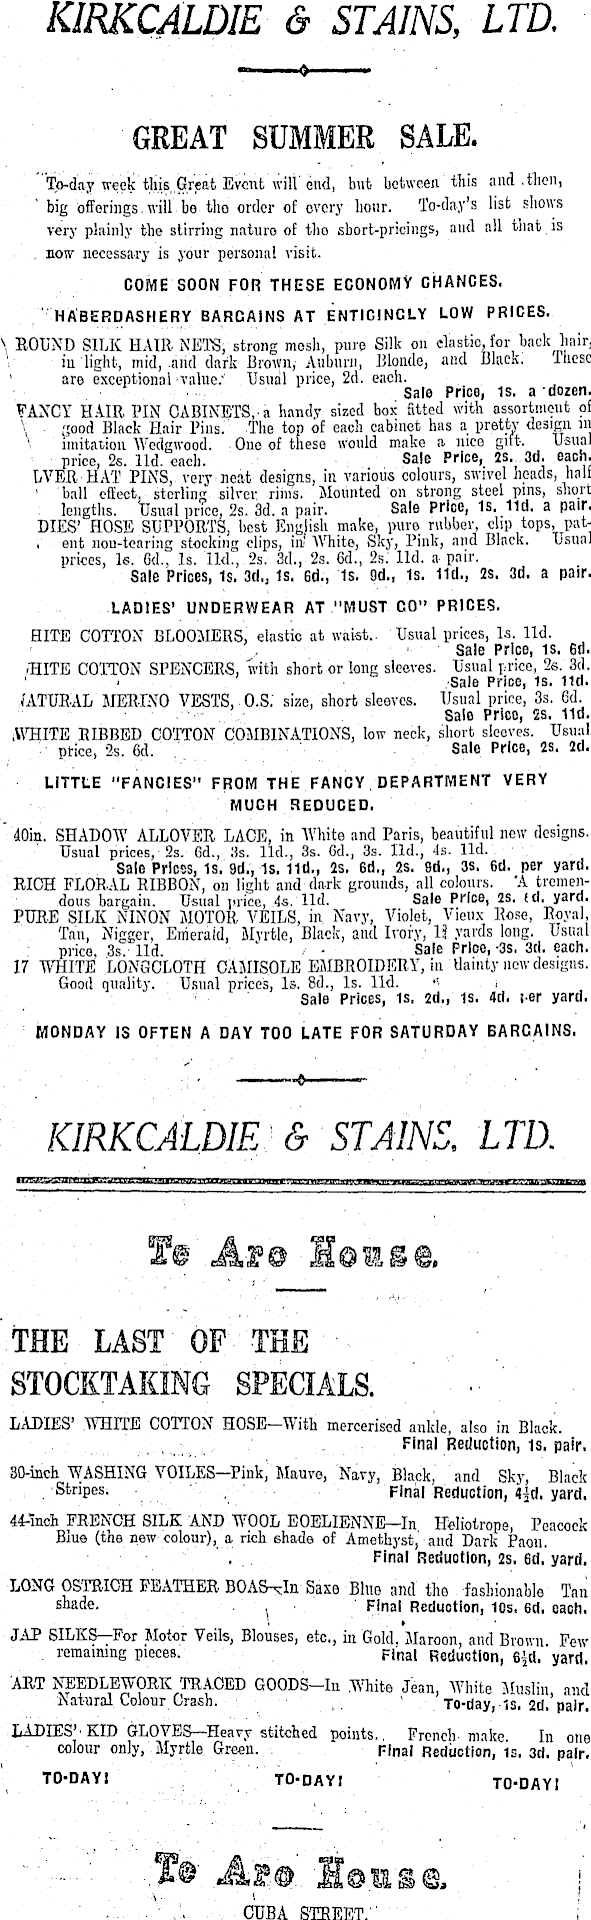 KIRKCALDIE & STAINS, LTD.
GREAT SUMMER SALE.
To-day week this Great Event will end, but between this and then,
big offerings will be the order of every hour. To-day's list shows
very plainly the stirring nature of the short-pricings, and all that is
now necessary is your personal visit.
COME SOON FOR THESE ECONOMY CHANCES.
HABERDASHERY BARGAINS AT ENTICINGLY LOW PRICES.
ROUND SILK HAIR NETS, strong mesh, pure Silk on elastic, for back hair,
in light, mid, and dark Brown, Auburn, Blonde, and Black. These
are exceptional value. Usual price, 2d. each.
Sale Price, 1s. a dozen.
FANCY HAIR PIN CABINETS, a handy sized box fitted with assortment of
good Black Hair Pins. The top of each cabinet has a pretty design in
imitation Wedgwood. One of these would make a nice gift. Usual
price, 2s. 11d. each. Sale Price, 2s. 3d. each.
LVER HAT PINS, very neat designs, in various colours, swivel heads, half
ball effect, sterling silver rims. Mounted on strong steel pins, short
lengths. Usual price, 2s. 3d. a pair. Sale Price, 1s. 11d. a pair.
DIES' HOSE SUPPORTS, best English make, pure rubber, clip tops, pat-
ent non-tearing stocking clips, in White, Sky, Pink, and Black. Usual
prices, 1s. 6d., 1s. 11d., 2s. 3d., 2s. 6d., 2s. 11d. a pair.
Sale Prices, 1s. 3d., 1s. 6d., 1s. 9d., 1s. 11d., 2s. 3d. a pair.
LADIES' UNDERWEAR AT "MUST GO" PRICES.
HITE COTTON BLOOMERS, elastic at waist. Usual prices, 1s. 11d.
Sale Price, 1s. 6d.
HITE COTTON SPENCERS, with short or long sleeves. Usual price, 2s. 3d.
Sale Price, 1s. 11d.
ATURAL MERINO VESTS, O.S. size, short sleeves. Usual price, 3s. 6d.
Sale Price, 2s. 11d.
WHITE RIBBED COTTON COMBINATIONS, low neck, short sleeves. Usual
price, 2s. 6d. Sale Price, 2s. 2d.
LITTLE "FANCIES" FROM THE FANCY DEPARTMENT VERY
MUCH REDUCED.
40in. SHADOW ALLOVER LACE, in White and Paris, beautiful new designs.
Usual prices, 2s. 6d., 3s. 11d., 3s. 6d., 3s. 11d., 4s. 11d.
Sale Prices, 1s. 9d., 1s. 11d., 2s. 6d., 2s. 9d., 3s. 6d. per yard.
RICH FLORAL RIBBON, on light and dark grounds, all colours. A tremen-
dous bargain. Usual price, 4s. 11d. Sale Price, 2s. d. yard.
PURE SILK NINON MOTOR VEILS, in Navy, Violet, Vieux Rose, Royal,
Tan, Nigger, Emerald, Myrtle, Black, and Ivory, 1¾ yards long. Usual
price, 3s. 11d. Sale Price, 3s. 3d. each.
17 WHITE LONGCLOTH CAMISOLE EMBROIDERY, in dainty new designs.
Good quality. Usual prices, 1s. 8d., 1s. 11d.
Sale Prices, 1s. 2d., 1s. 4d. per yard.
MONDAY IS OFTEN A DAY TOO LATE FOR SATURDAY BARGAINS.
KIRKCALDIE & STAINS, LTD.
Te Aro House.
THE LAST OF THE
STOCKTAKING SPECIALS.
LADIES' WHITE COTTON HOSE—With mercerised ankle, also in Black.
Final Reduction, 1s. pair.
30-inch WASHING VOILES—Pink, Mauve, Navy, Black, and Sky, Black
Stripes. Final Reduction, 4½d. yard.
44-inch FRENCH SILK AND WOOL EOELIENNE—In Heliotrope, Peacock
Blue (the new colour), a rich shade of Amethyst, and Dark Paon.
Final Reduction, 2s. 6d. yard.
LONG OSTRICH FEATHER BOAS—In Saxe Blue and the fashionable Tan
shade. Final Reduction, 10s. 6d. each.
JAP SILKS—For Motor Veils, Blouses, etc., in Gold, Maroon, and Brown. Few
remaining pieces. Final Reduction, 6½d. yard.
ART NEEDLEWORK TRACED GOODS—In White Jean, White Muslin, and
Natural Colour Crash. To-day, 1s. 2d. pair.
LADIES' KID GLOVES—Heavy stitched points. French make. In one
colour only, Myrtle Green. Final Reduction, 1s. 3d. pair.
TO-DAY! TO-DAY! TO-DAY!
Te Aro House.
CUBA STREET.